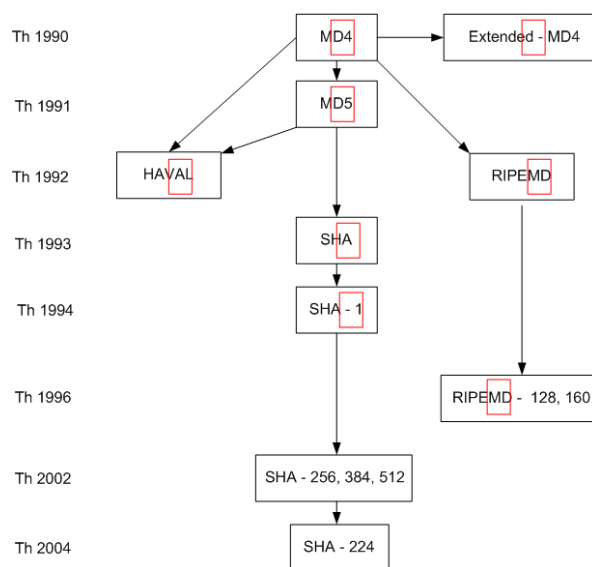 Th 1990
MD4
Extended - MD4
Th 1991
MD5
Th 1992
HAVAL
RIPEMD
Th 1993
SHA
Th 1994
SHA - 1
Th 1996
RIPEMD - 128, 160
Th 2002
SHA - 256, 384, 512
Th 2004
SHA - 224